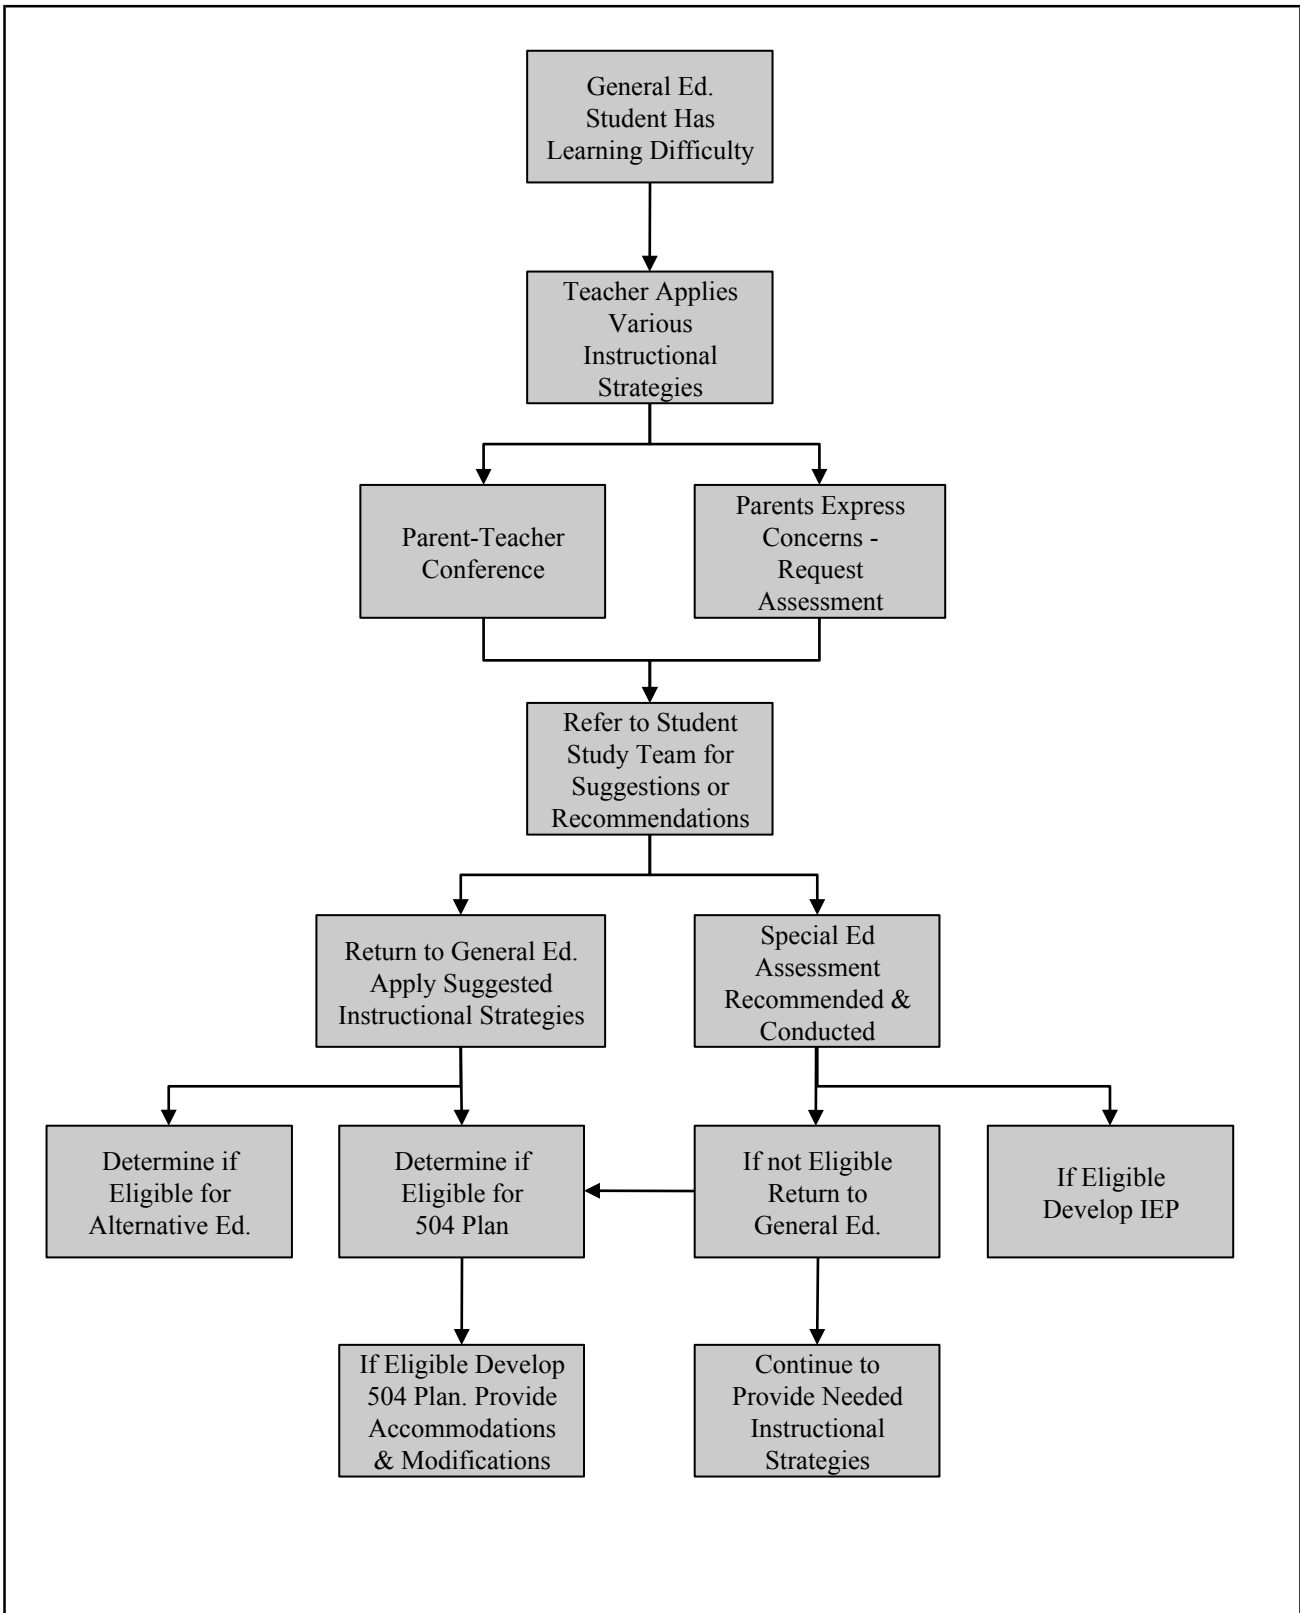 General Ed.
Student Has
Learning Difficulty
Teacher Applies
Various
Instructional
Strategies
Parent-Teacher
Conference
Parents Express
Concerns -
Request
Assessment
Refer to Student
Study Team for
Suggestions or
Recommendations
Return to General Ed.
Apply Suggested
Instructional Strategies
Special Ed
Assessment
Recommended &
Conducted
Determine if
Eligible for
Alternative Ed.
Determine if
Eligible for
504 Plan
If not Eligible
Return to
General Ed.
If Eligible
Develop IEP
If Eligible Develop
504 Plan. Provide
Accommodations
& Modifications
Continue to
Provide Needed
Instructional
Strategies